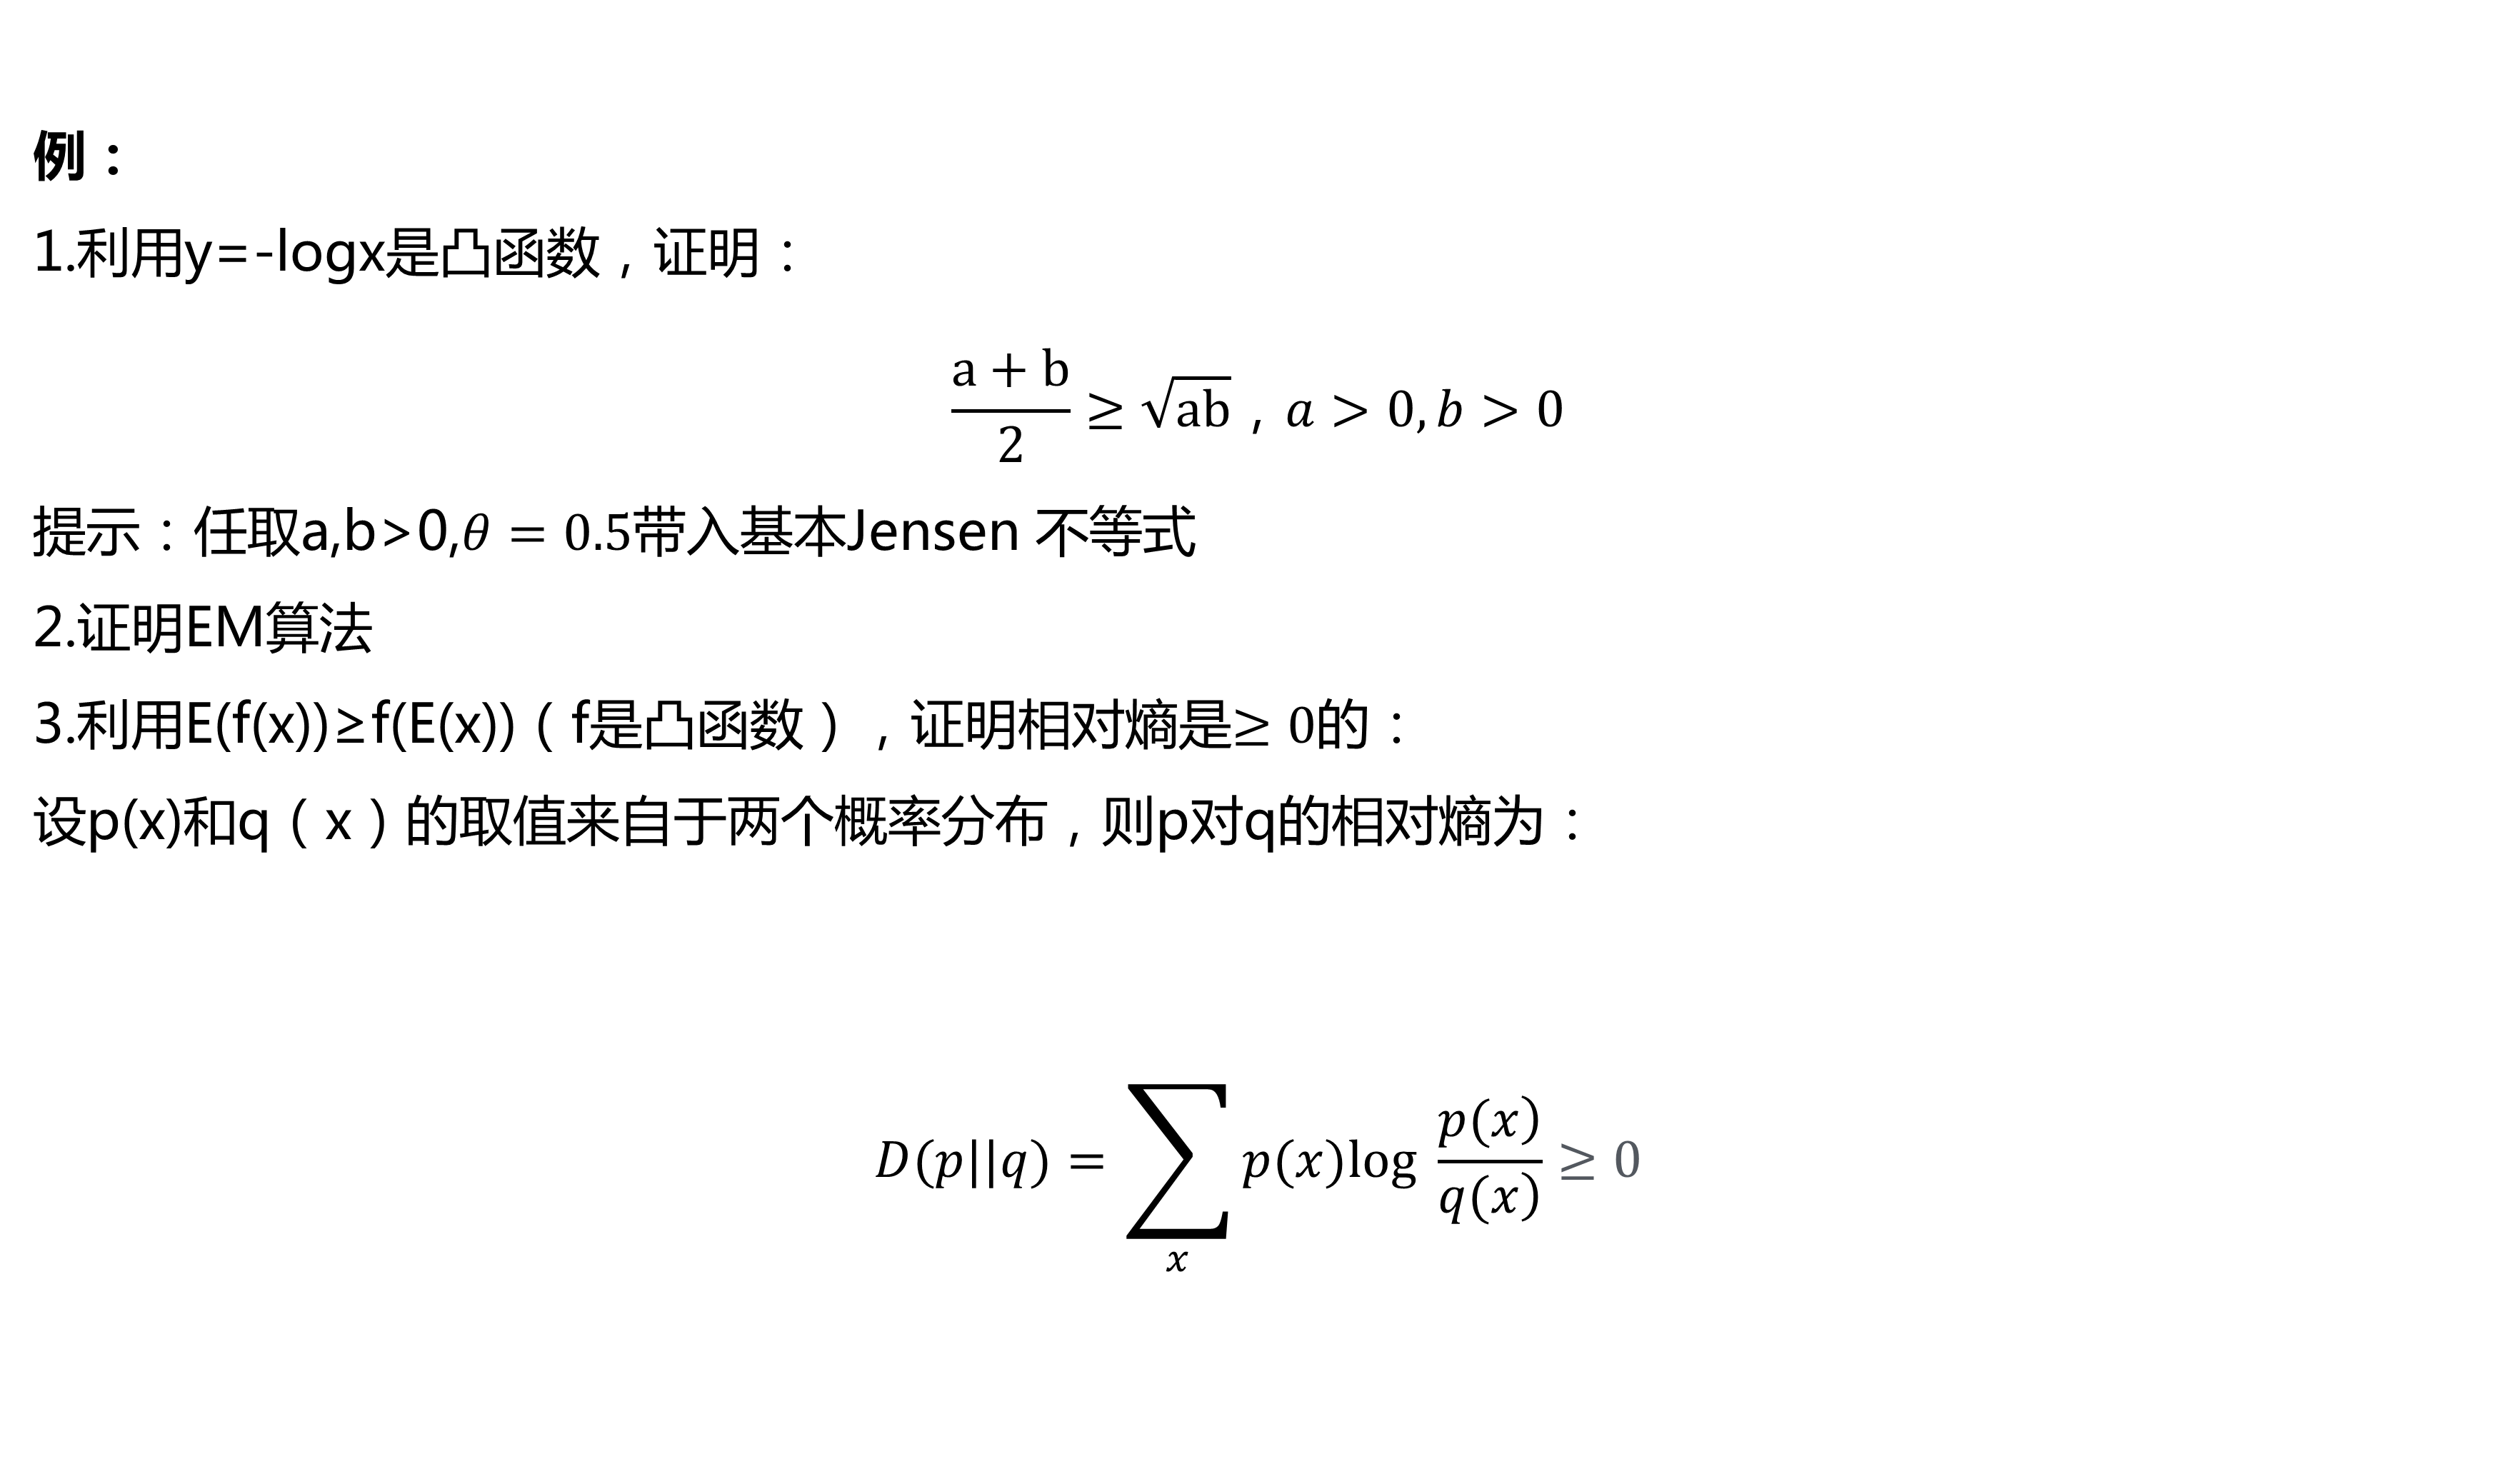 例：
1.利用y=-logx是凸函数，证明：
\frac{a + b}{2} ≥ \sqrt{ab}，a > 0, b > 0
提示：任取a,b>0,θ = 0.5带入基本Jensen 不等式
2.证明EM算法
3.利用E(f(x))≥f(E(x))（f是凸函数），证明相对熵是≥ 0的：
设p(x)和q（x）的取值来自于两个概率分布，则p对q的相对熵为：
D(p||q) = \sum_{x} p(x)log \frac{p(x)}{q(x)} ≥ 0